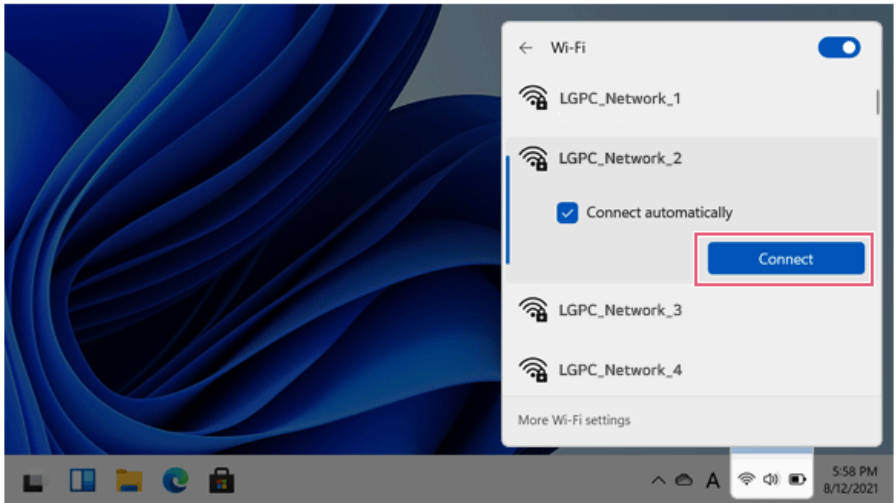 Wi-Fi
LGPC_Network_1
LGPC_Network_2
Connect automatically
Connect
LGPC_Network_3
LGPC_Network_4
More Wi-Fi settings
A
5:58 PM
8/12/2021